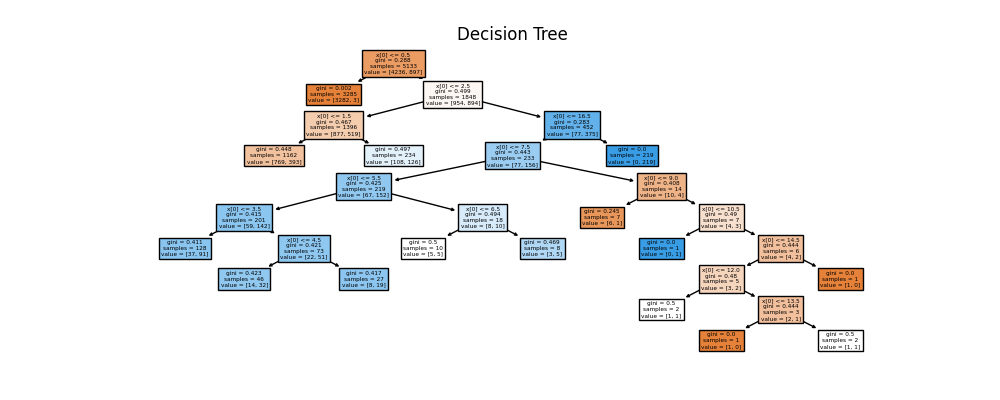 Decision Tree
x[0] <= 0.5
gini = 0.288
samples = 5133
value = [4236, 897]
gini = 0.002
samples = 3285
value = [3282, 3]
x[0] <= 2.5
gini = 0.499
samples = 1848
value = [954, 894]
x[0] <= 1.5
gini = 0.467
samples = 1396
value = [877, 519]
x[0] <= 16.5
gini = 0.283
samples = 452
value = [77, 375]
gini = 0.448
samples = 1162
value = [769, 393]
gini = 0.497
samples = 234
value = [108, 126]
x[0] <= 7.5
gini = 0.443
samples = 233
value = [77, 156]
gini = 0.0
samples = 219
value = [0, 219]
x[0] <= 5.5
gini = 0.425
samples = 219
value = [67, 152]
x[0] <= 9.0
gini = 0.408
samples = 14
value = [10, 4]
x[0] <= 3.5
gini = 0.415
samples = 201
value = [59, 142]
x[0] <= 6.5
gini = 0.494
samples = 18
value = [8, 10]
gini = 0.245
samples = 7
value = [6, 1]
x[0] <= 10.5
gini = 0.49
samples = 7
value = [4, 3]
gini = 0.411
samples = 128
value = [37, 91]
x[0] <= 4.5
gini = 0.421
samples = 73
value = [22, 51]
gini = 0.5
samples = 10
value = [5, 5]
gini = 0.469
samples = 8
value = [3, 5]
gini = 0.0
samples = 1
value = [0, 1]
x[0] <= 14.5
gini = 0.444
samples = 6
value = [4, 2]
gini = 0.423
samples = 46
value = [14, 32]
gini = 0.417
samples = 27
value = [8, 19]
x[0] <= 12.0
gini = 0.48
samples = 5
value = [3, 2]
gini = 0.0
samples = 1
value = [1, 0]
gini = 0.5
samples = 2
value = [1, 1]
x[0] <= 13.5
gini = 0.444
samples = 3
value = [2, 1]
gini = 0.0
samples = 1
value = [1, 0]
gini = 0.5
samples = 2
value = [1, 1]